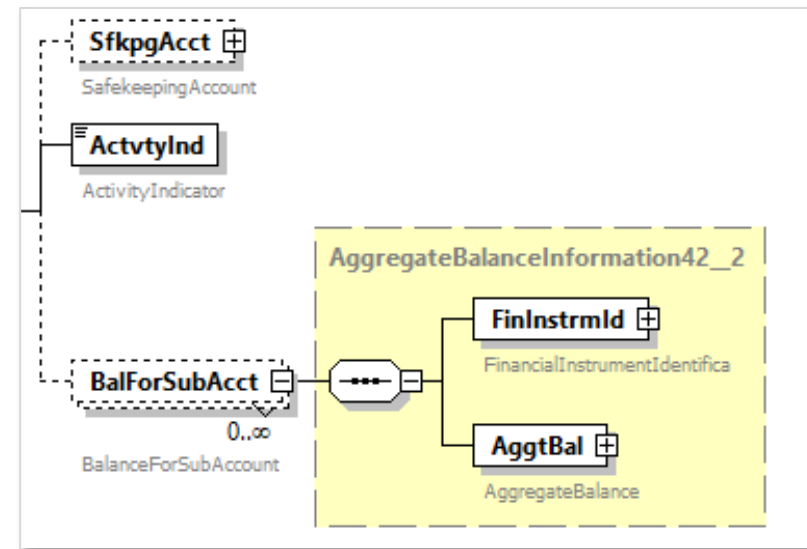 SfkpgAcct
SafekeepingAccount
ActvtyInd
ActivityIndicator
AggregateBalanceInformation42__2
FinInstrmId
FinancialInstrumentIdentifica
BalForSubAcct
0..∞
BalanceForSubAccount
AggtBal
AggregateBalance